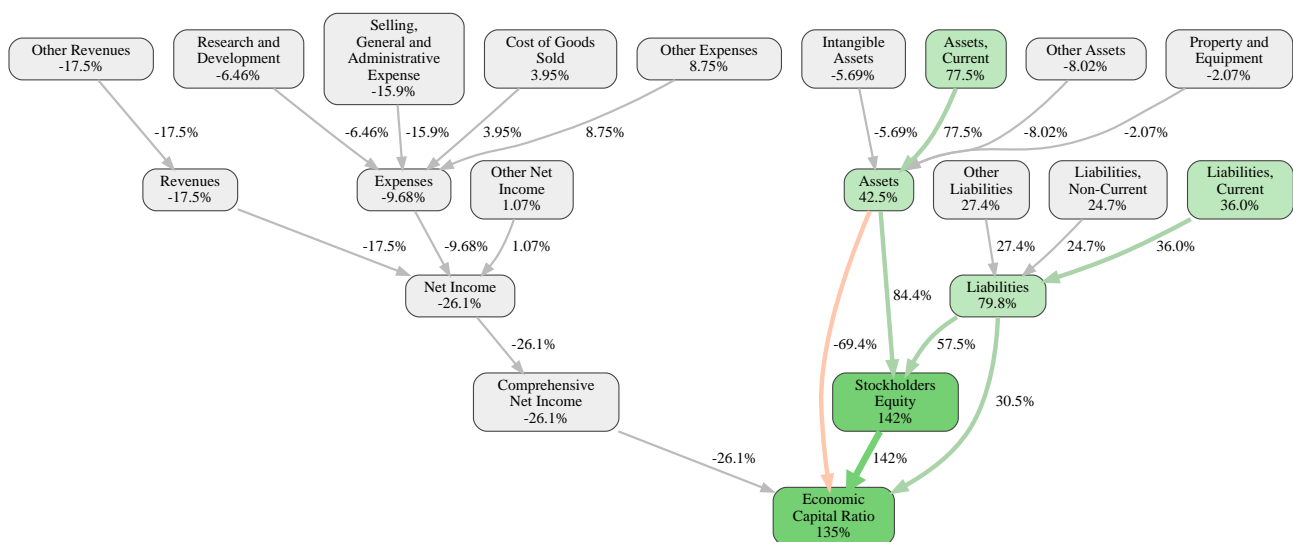 Other Revenues
-17.5%
Research and
Development
-6.46%
Selling,
General and
Administrative
Expense
-15.9%
Cost of Goods
Sold
3.95%
Other Expenses
8.75%
Intangible
Assets
-5.69%
Assets,
Current
77.5%
Other Assets
-8.02%
Property and
Equipment
-2.07%
-17.5%
-6.46%
-15.9%
3.95%
8.75%
-5.69%
77.5%
-8.02%
-2.07%
Revenues
-17.5%
Expenses
-9.68%
Other Net
Income
1.07%
Assets
42.5%
Other
Liabilities
27.4%
Liabilities,
Non-Current
24.7%
Liabilities,
Current
36.0%
-17.5%
-9.68%
1.07%
27.4%
24.7%
36.0%
Net Income
-26.1%
Liabilities
79.8%
84.4%
-26.1%
-69.4%
57.5%
Comprehensive
Net Income
-26.1%
Stockholders
Equity
142%
30.5%
-26.1%
142%
Economic
Capital Ratio
135%